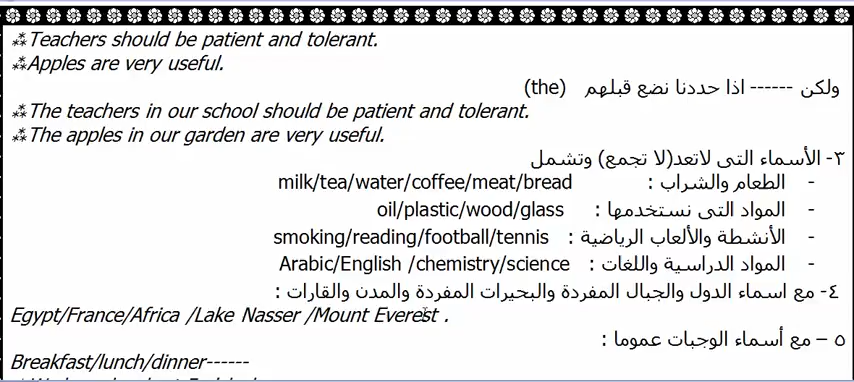 ⁂Teachers should be patient and tolerant.
⁂Apples are very useful.
ولكن ------ اذا حددنا نضع قبلهم (the)
⁂The teachers in our school should be patient and tolerant.
⁂The apples in our garden are very useful.
٣- الأسماء التى لاتعد(لا تجمع) وتشمل
- الطعام والشراب : milk/tea/water/coffee/meat/bread
- المواد التى نستخدمها : oil/plastic/wood/glass
- الأنشطة والألعاب الرياضية : smoking/reading/football/tennis
- المواد الدراسية واللغات : Arabic/English /chemistry/science
٤- مع اسماء الدول والجبال المفردة والبحيرات المفردة والمدن والقارات :
Egypt/France/Africa /Lake Nasser /Mount Everest .
٥ – مع أسماء الوجبات عموما :
Breakfast/lunch/dinner------